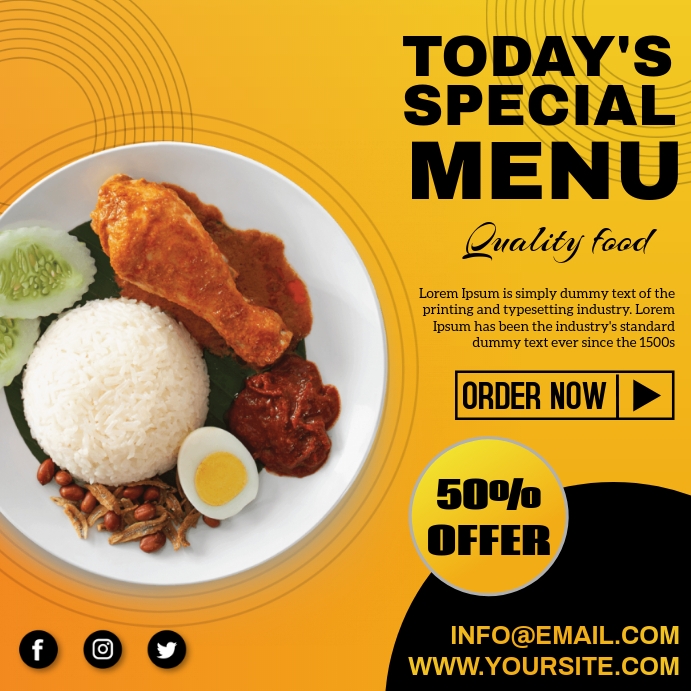 TODAY'S
SPECIAL
MENU
Quality food
Lorem Ipsum is simply dummy text of the
printing and typesetting industry. Lorem
Ipsum has been the industry's standard
dummy text ever since the 1500s
ORDER NOW
50%
OFFER
INFO@EMAIL.COM
WWW.YOURSITE.COM